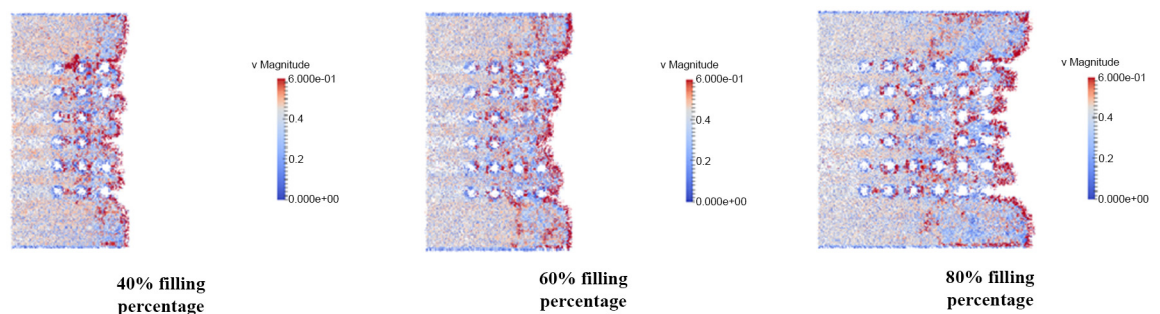 v Magnitude
6.000e-01
0.4
0.2
0.000e+00
40% filling
percentage
v Magnitude
6.000e-01
0.4
0.2
0.000e+00
60% filling
percentage
v Magnitude
6.000e-01
0.4
0.2
0.000e+00
80% filling
percentage